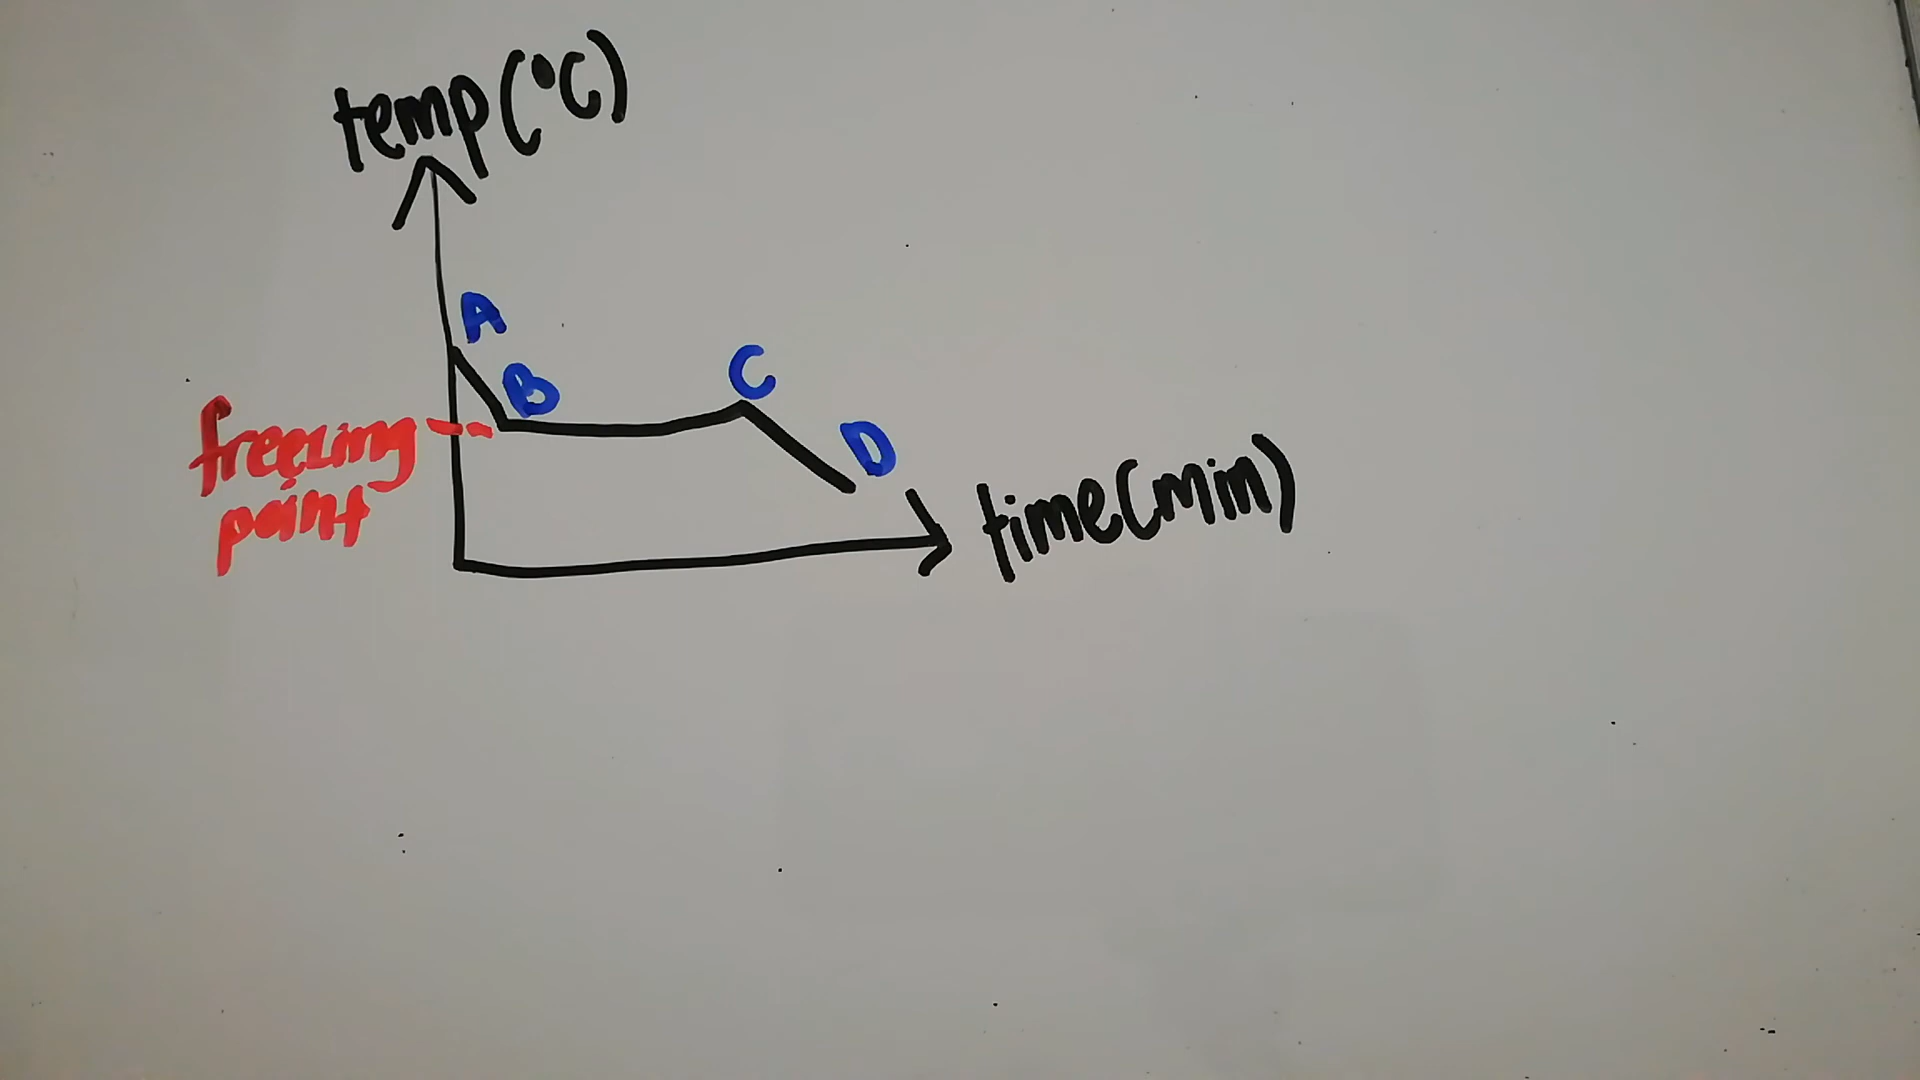 temp(°C)
A
B
C
D
freezing
point
time(min)